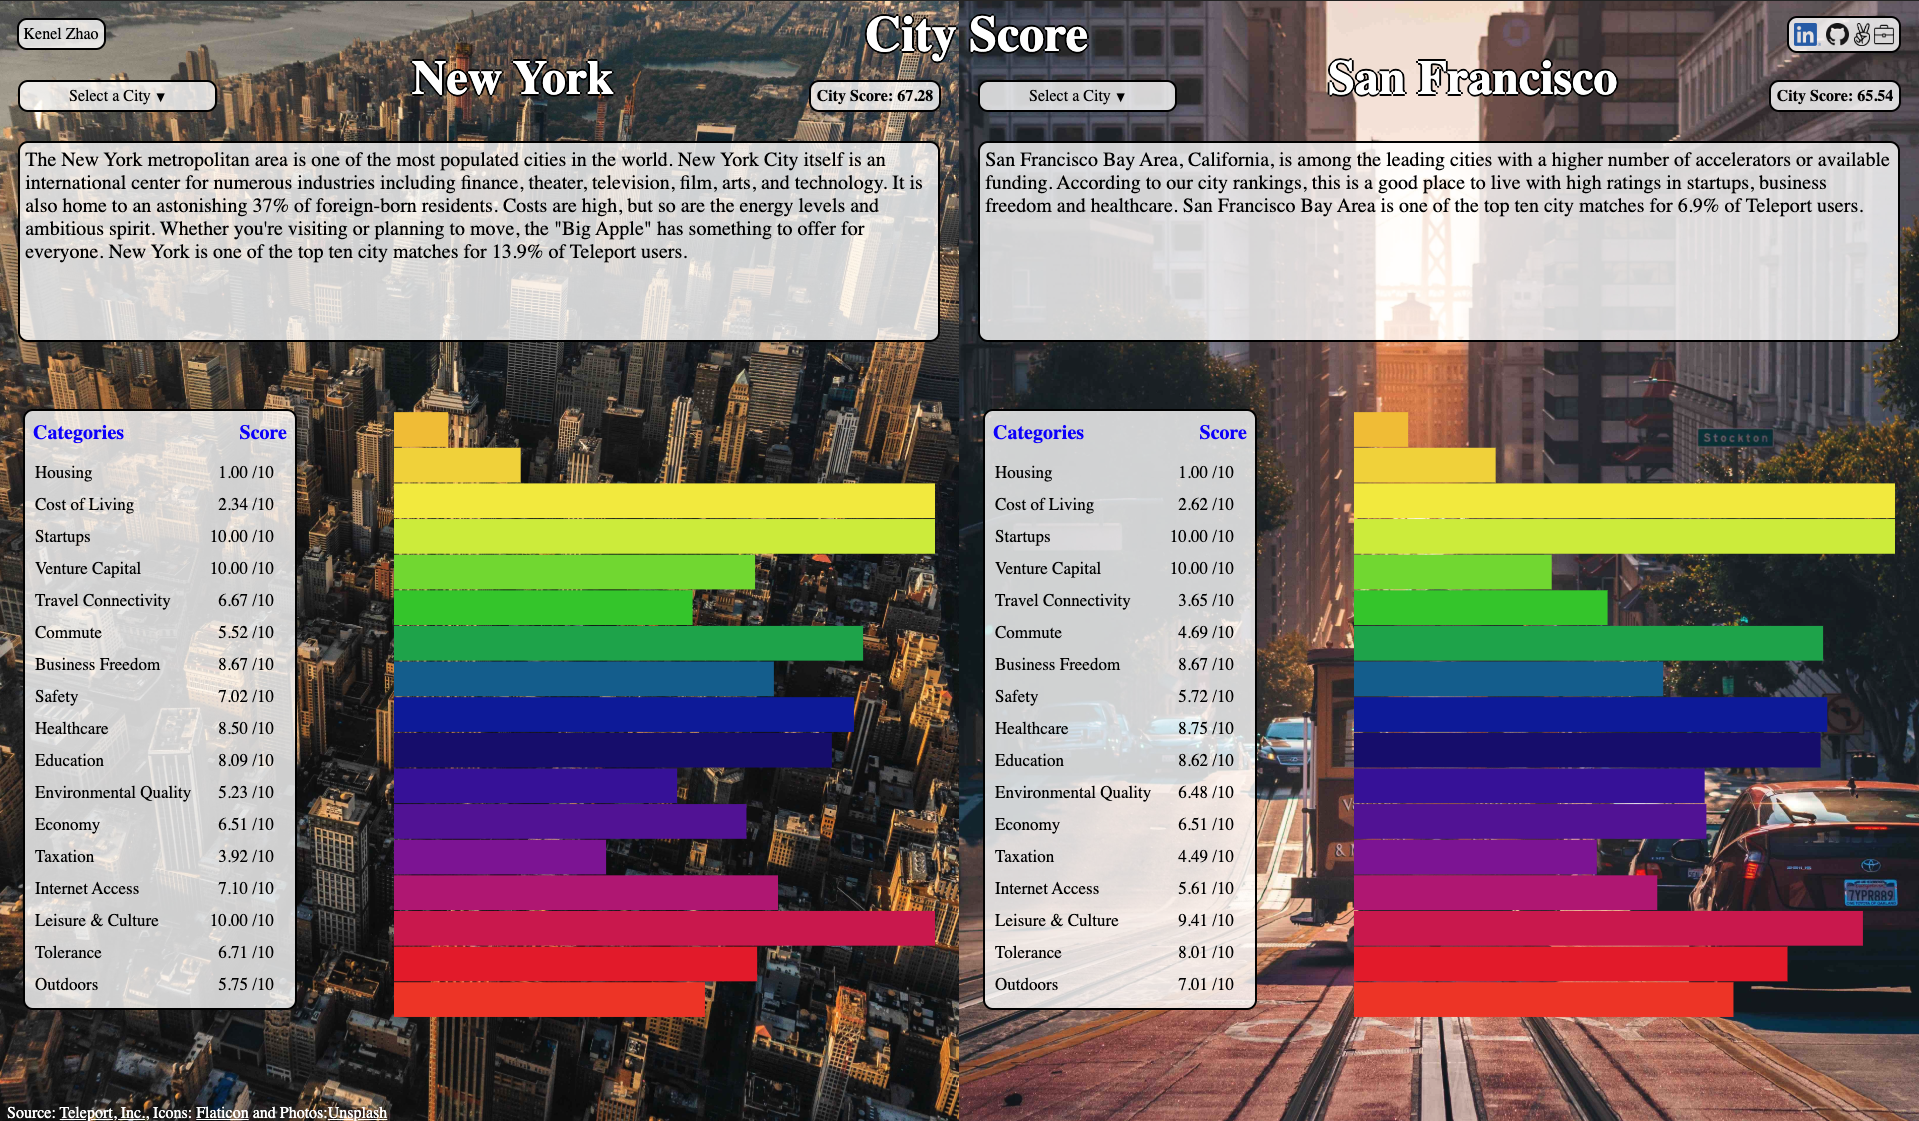 Kenel Zhao
City Score
in
New York
Select a City ▼
City Score: 67.28
The New York metropolitan area is one of the most populated cities in the world. New York City itself is an
international center for numerous industries including finance, theater, television, film, arts, and technology. It is
also home to an astonishing 37% of foreign-born residents. Costs are high, but so are the energy levels and
ambitious spirit. Whether you're visiting or planning to move, the "Big Apple" has something to offer for
everyone. New York is one of the top ten city matches for 13.9% of Teleport users.
Categories Score
Housing 1.00 /10
Cost of Living 2.34 /10
Startups 10.00 /10
Venture Capital 10.00 /10
Travel Connectivity 6.67 /10
Commute 5.52 /10
Business Freedom 8.67 /10
Safety 7.02 /10
Healthcare 8.50 /10
Education 8.09 /10
Environmental Quality 5.23 /10
Economy 6.51 /10
Taxation 3.92 /10
Internet Access 7.10 /10
Leisure & Culture 10.00 /10
Tolerance 6.71 /10
Outdoors 5.75 /10
San Francisco
Select a City ▼
City Score: 65.54
San Francisco Bay Area, California, is among the leading cities with a higher number of accelerators or available
funding. According to our city rankings, this is a good place to live with high ratings in startups, business
freedom and healthcare. San Francisco Bay Area is one of the top ten city matches for 6.9% of Teleport users.
Categories Score
Housing 1.00 /10
Cost of Living 2.62 /10
Startups 10.00 /10
Venture Capital 10.00 /10
Travel Connectivity 3.65 /10
Commute 4.69 /10
Business Freedom 8.67 /10
Safety 5.72 /10
Healthcare 8.75 /10
Education 8.62 /10
Environmental Quality 6.48 /10
Economy 6.51 /10
Taxation 4.49 /10
Internet Access 5.61 /10
Leisure & Culture 9.41 /10
Tolerance 8.01 /10
Outdoors 7.01 /10
Stockton
7YPR889
Source: Teleport, Inc., Icons: Flaticon and Photos:Unsplash